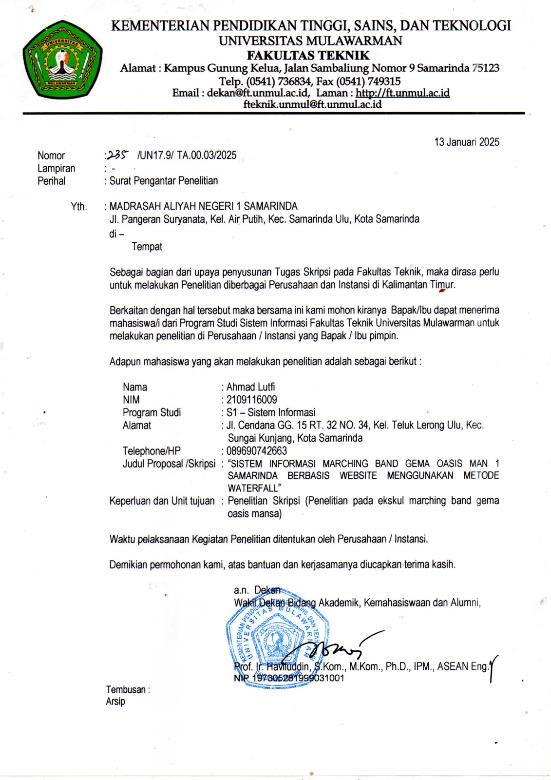 KEMENTERIAN PENDIDIKAN TINGGI, SAINS, DAN TEKNOLOGI
UNIVERSITAS MULAWARMAN
FAKULTAS TEKNIK
Alamat : Kampus Gunung Kelua, Jalan Sambaliung Nomor 9 Samarinda 75123
Telp. (0541) 736834, Fax (0541) 749315
Email : dekan@ft.unmul.ac.id, Laman : http://ft.unmul.ac.id
fteknik.unmul@ft.unmul.ac.id
13 Januari 2025
Nomor : 235 /UN17.9/ TA.00.03/2025
Lampiran : -
Perihal : Surat Pengantar Penelitian
Yth. : MADRASAH ALIYAH NEGERI 1 SAMARINDA
Jl. Pangeran Suryanata, Kel. Air Putih, Kec. Samarinda Ulu, Kota Samarinda
di –
Tempat
Sebagai bagian dari upaya penyusunan Tugas Skripsi pada Fakultas Teknik, maka dirasa perlu
untuk melakukan Penelitian diberbagai Perusahaan dan Instansi di Kalimantan Timur.
Berkaitan dengan hal tersebut maka bersama ini kami mohon kiranya Bapak/Ibu dapat menerima
mahasiswa/i dari Program Studi Sistem Informasi Fakultas Teknik Universitas Mulawarman untuk
melakukan penelitian di Perusahaan / Instansi yang Bapak / Ibu pimpin.
Adapun mahasiswa yang akan melakukan penelitian adalah sebagai berikut :
Nama : Ahmad Lutfi
NIM : 2109116009
Program Studi : S1 – Sistem Informasi
Alamat : Jl. Cendana GG. 15 RT. 32 NO. 34, Kel. Teluk Lerong Ulu, Kec.
Sungai Kunjang, Kota Samarinda
Telephone/HP : 089690742663
Judul Proposal /Skripsi : “SISTEM INFORMASI MARCHING BAND GEMA OASIS MAN 1
SAMARINDA BERBASIS WEBSITE MENGGUNAKAN METODE
WATERFALL”
Keperluan dan Unit tujuan : Penelitian Skripsi (Penelitian pada ekskul marching band gema
oasis mansa)
Waktu pelaksanaan Kegiatan Penelitian ditentukan oleh Perusahaan / Instansi.
Demikian permohonan kami, atas bantuan dan kerjasamanya diucapkan terima kasih.
a.n. Dekan
Wakil Dekan Bidang Akademik, Kemahasiswaan dan Alumni,
Prof. Ir. Haviluddin, S.Kom., M.Kom., Ph.D., IPM., ASEAN Eng.
NIP 197305281999031001
Tembusan :
Arsip